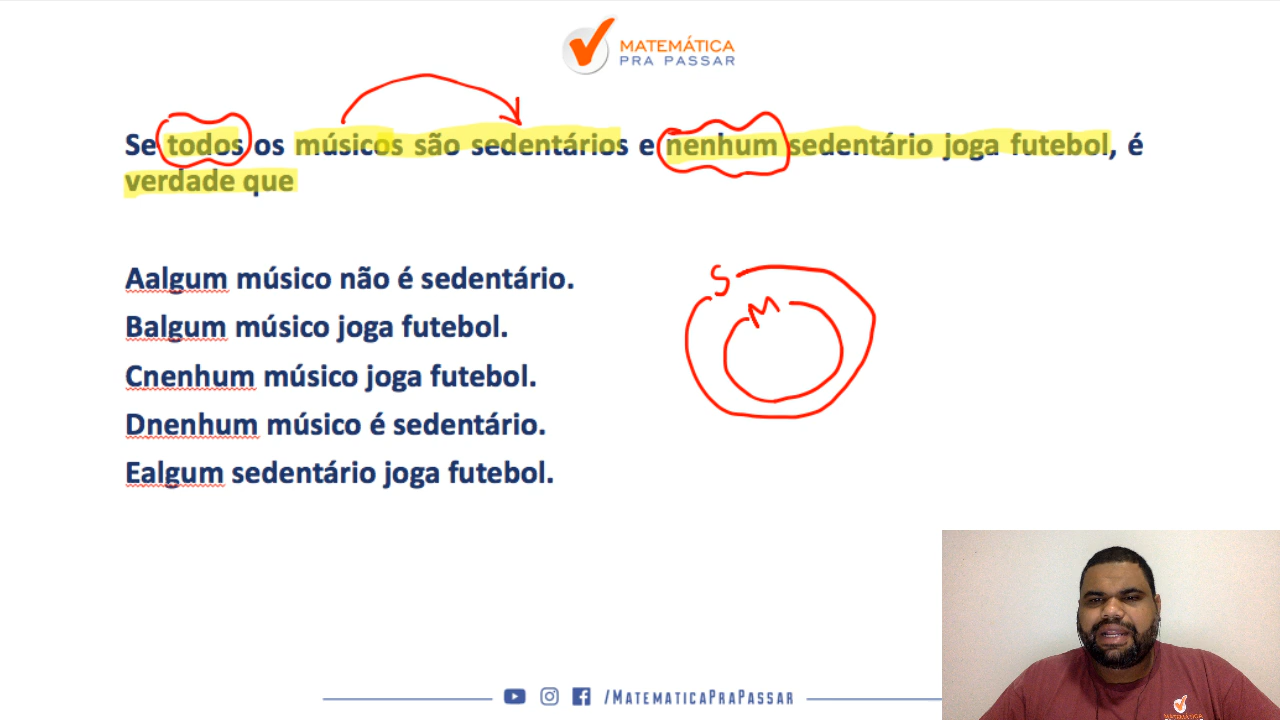 MATEMÁTICA
PRA PASSAR
Se todos os músicos são sedentários e nenhum sedentário joga futebol, é
verdade que
Aalgum músico não é sedentário.
Balgum músico joga futebol.
Cnenhum músico joga futebol.
Dnenhum músico é sedentário.
Ealgum sedentário joga futebol.
S
M
/MATEMATICAPRAPASSAR
MATEMÁTICA